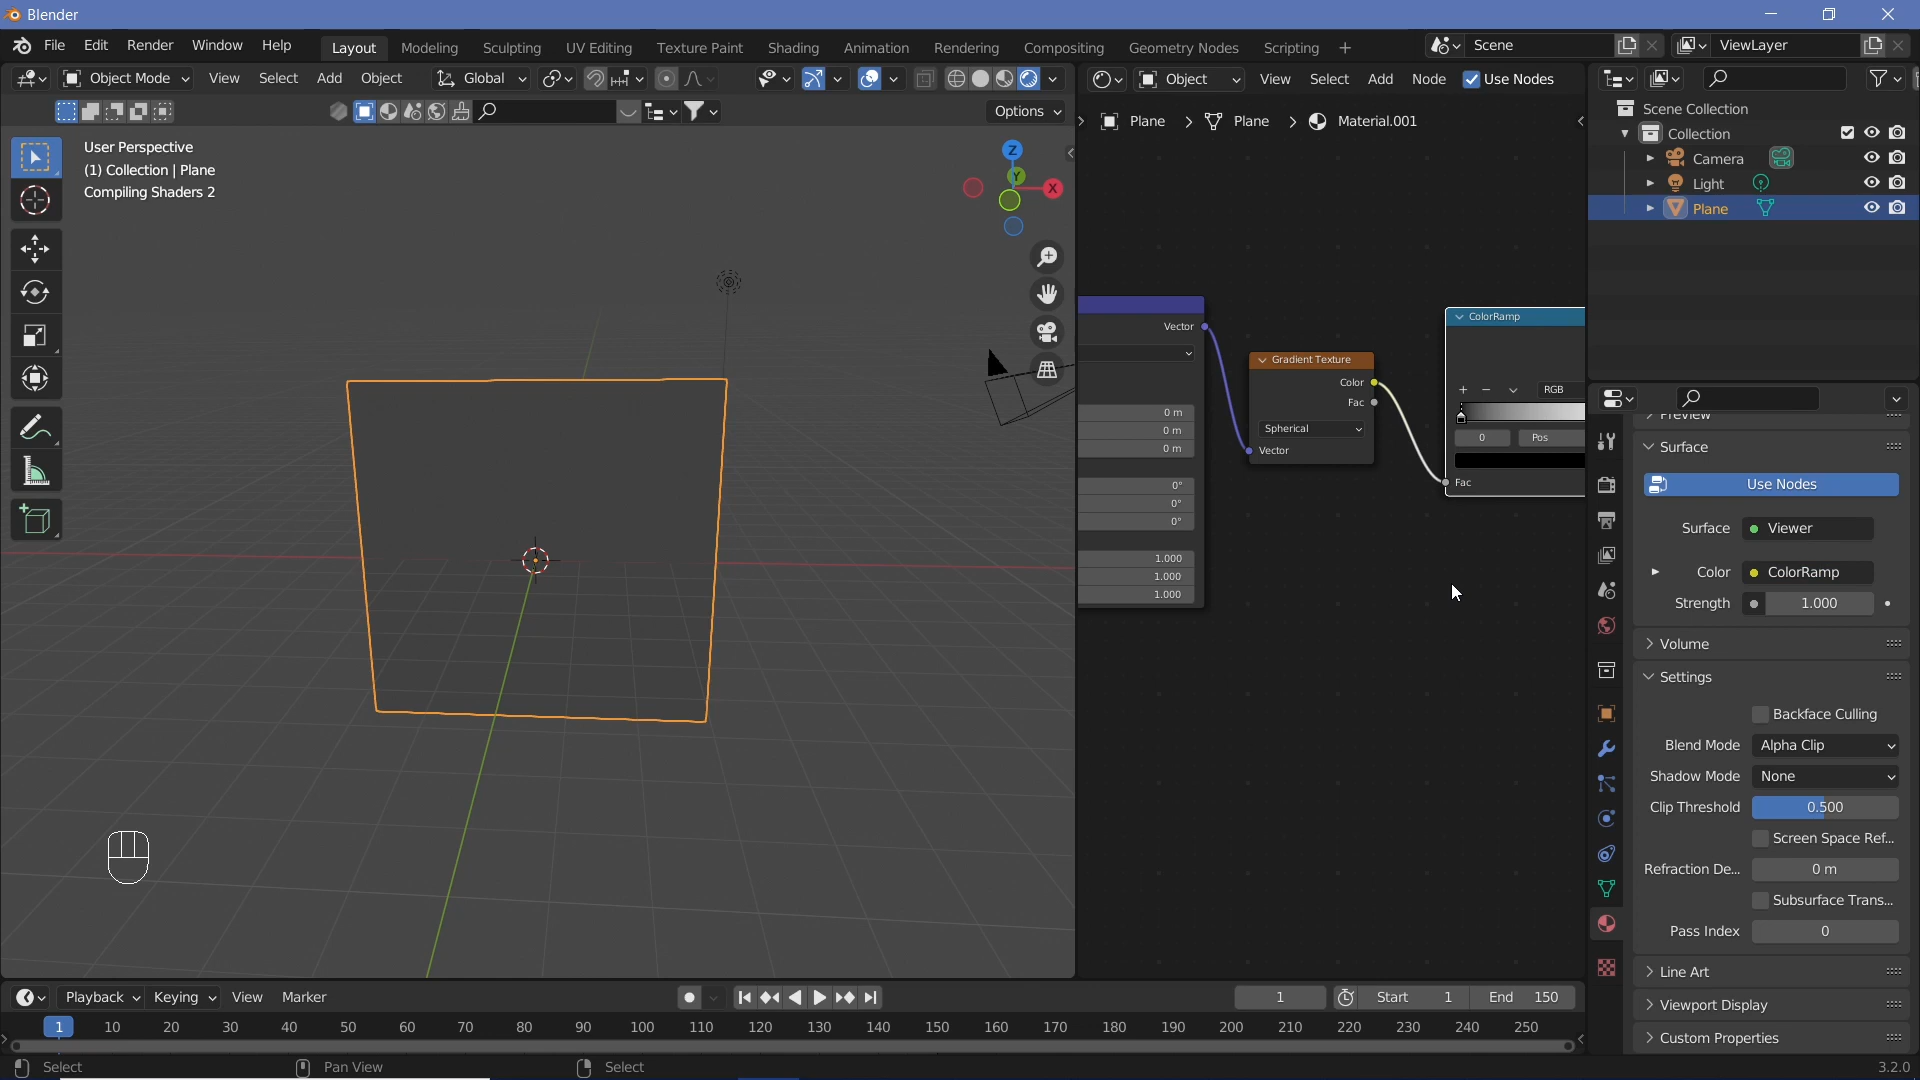 Blender
File Edit Render Window Help Layout Modeling Sculpting UV Editing Texture Paint Shading Animation Rendering Compositing Geometry Nodes Scripting + Scene ViewLayer
Object Mode View Select Add Object Global Object View Select Add Node Use Nodes
Options
User Perspective
(1) Collection | Plane
Compiling Shaders 2
Z
Y
X
Plane > Plane > Material.001
Vector
0 m
0 m
0 m
0°
0°
0°
1.000
1.000
1.000
Gradient Texture
Color
Fac
Spherical
Vector
ColorRamp
+ − RGB
0 Pos
Fac
Scene Collection
Collection
Camera
Light
Plane
Preview
Surface
Use Nodes
Surface Viewer
Color ColorRamp
Strength 1.000
Volume
Settings
Backface Culling
Blend Mode Alpha Clip
Shadow Mode None
Clip Threshold 0.500
Screen Space Ref...
Refraction De... 0 m
Subsurface Trans...
Pass Index 0
Line Art
Viewport Display
Custom Properties
Playback Keying View Marker 1 Start 1 End 150
1 10 20 30 40 50 60 70 80 90 100 110 120 130 140 150 160 170 180 190 200 210 220 230 240 250
Select Pan View Select 3.2.0